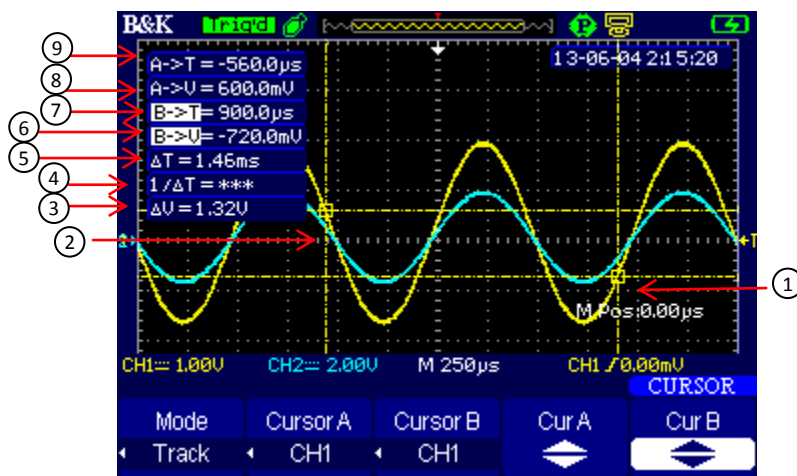 B&K Trig'd P
13-06-04 2:15:20
9 A->T = -560.0µs
8 A->V = 600.0mV
7 B->T = 900.0µs
6 B->V = -720.0mV
5 ΔT = 1.46ms
4 1/ΔT = ***
3 ΔV = 1.32V
2
T
1
M Pos:0.00µs
CH1 1.00V CH2 2.00V M 250µs CH1 0.00mV
CURSOR
Mode Cursor A Cursor B Cur A Cur B
Track CH1 CH1